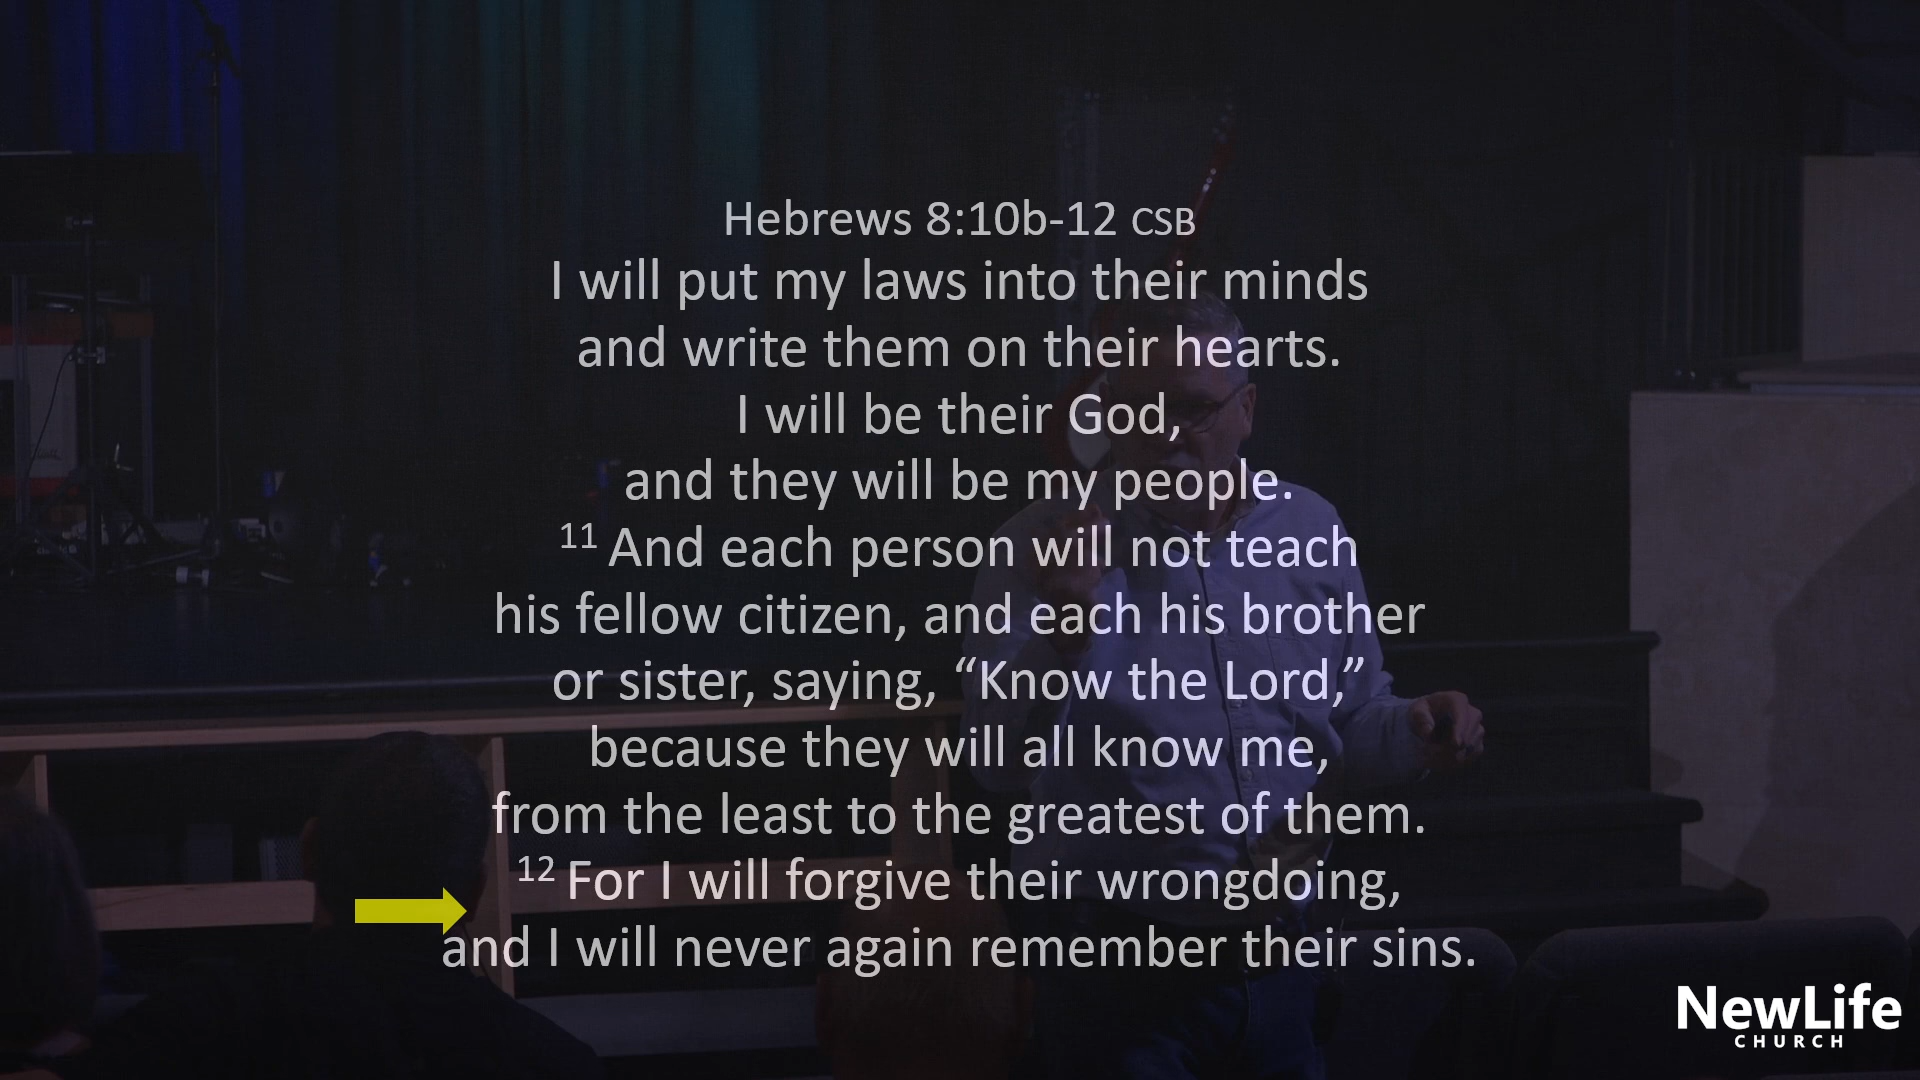 Hebrews 8:10b-12 CSB
I will put my laws into their minds
and write them on their hearts.
I will be their God,
and they will be my people.
11 And each person will not teach
his fellow citizen, and each his brother
or sister, saying, “Know the Lord,”
because they will all know me,
from the least to the greatest of them.
12 For I will forgive their wrongdoing,
and I will never again remember their sins.
NewLife
CHURCH